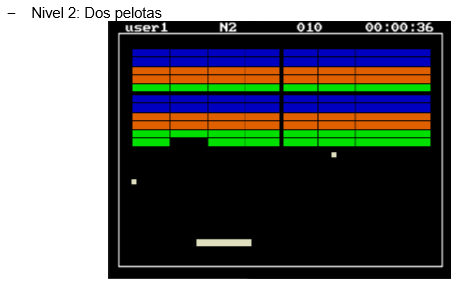 – Nivel 2: Dos pelotas
user1 N2 010 00:00:36